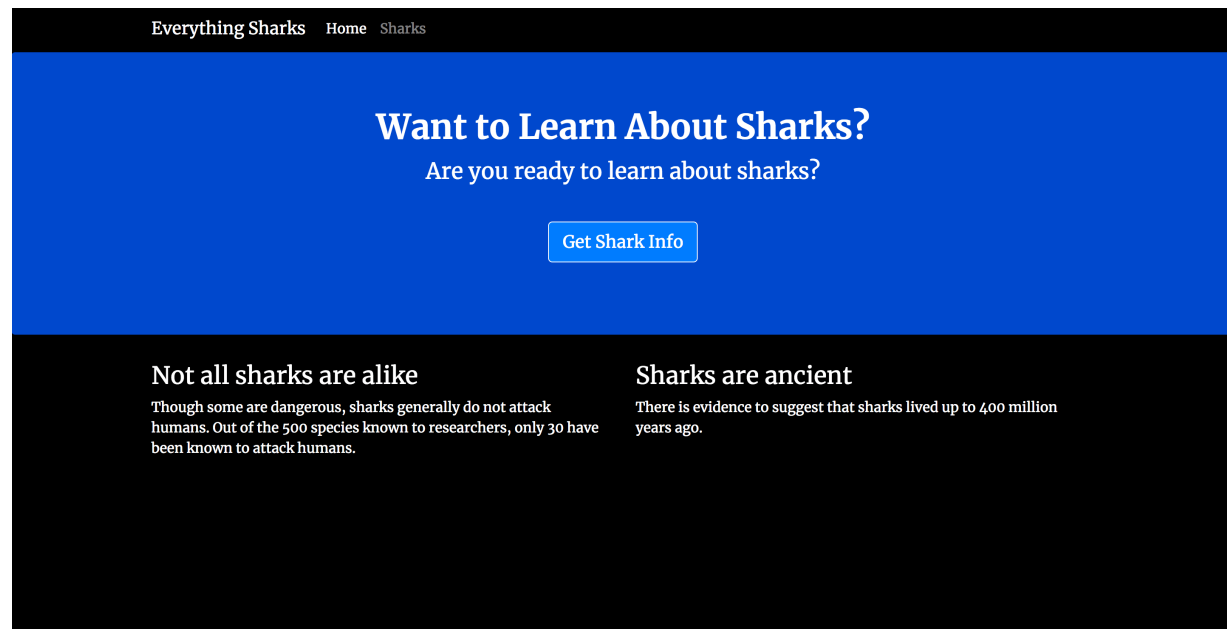 Everything Sharks Home Sharks
Want to Learn About Sharks?
Are you ready to learn about sharks?
Get Shark Info
Not all sharks are alike
Though some are dangerous, sharks generally do not attack
humans. Out of the 500 species known to researchers, only 30 have
been known to attack humans.
Sharks are ancient
There is evidence to suggest that sharks lived up to 400 million
years ago.